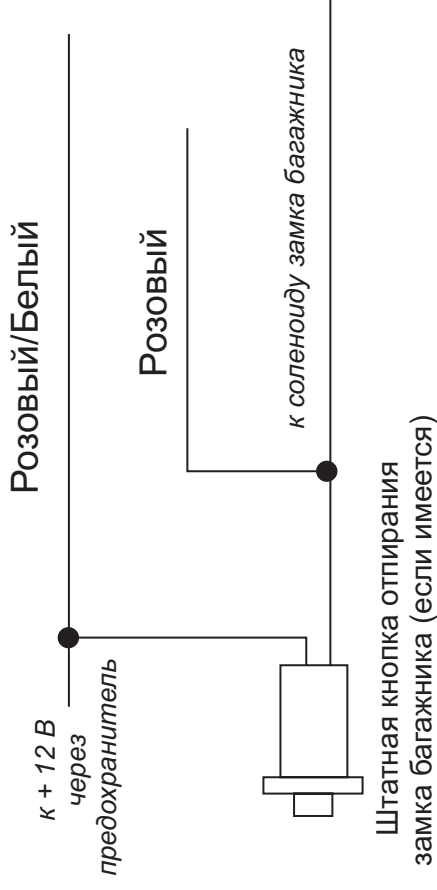 Розовый/Белый
к + 12 В
через
предохранитель
Розовый
к соленоиду замка багажника
Штатная кнопка отпирания
замка багажника (если имеется)